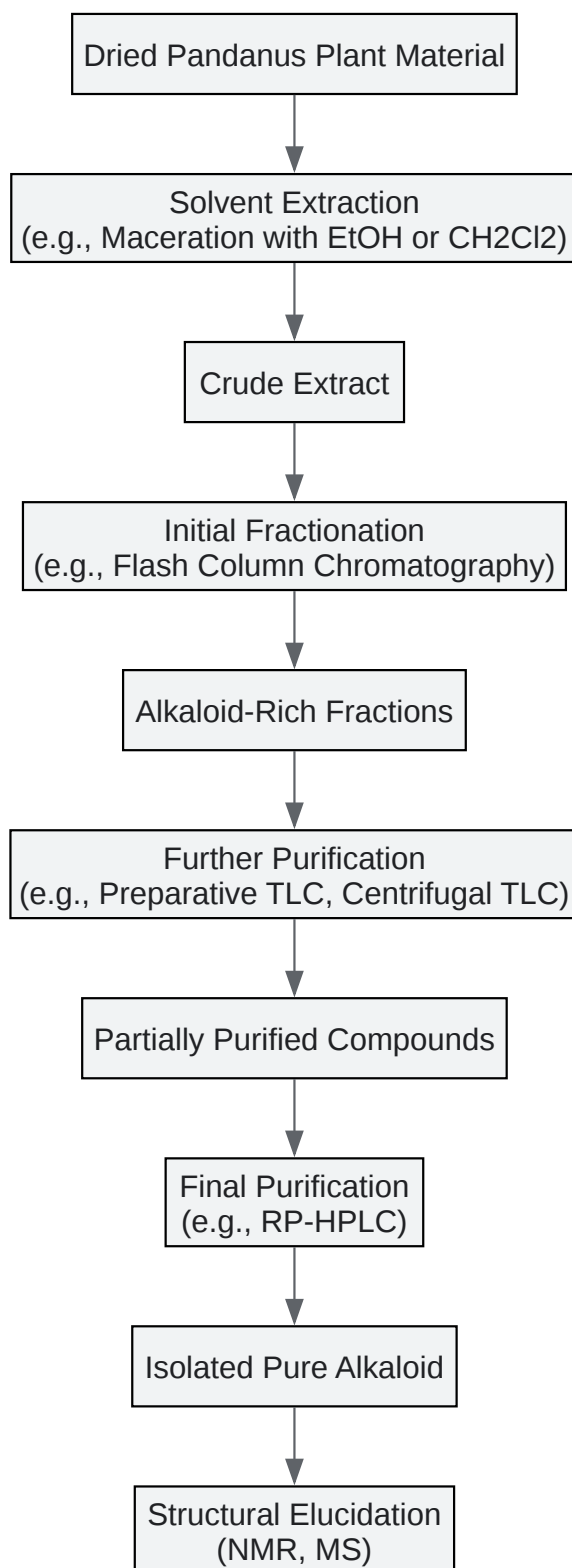 Dried Pandanus Plant Material
Solvent Extraction
(e.g., Maceration with EtOH or CH2Cl2)
Crude Extract
Initial Fractionation
(e.g., Flash Column Chromatography)
Alkaloid-Rich Fractions
Further Purification
(e.g., Preparative TLC, Centrifugal TLC)
Partially Purified Compounds
Final Purification
(e.g., RP-HPLC)
Isolated Pure Alkaloid
Structural Elucidation
(NMR, MS)